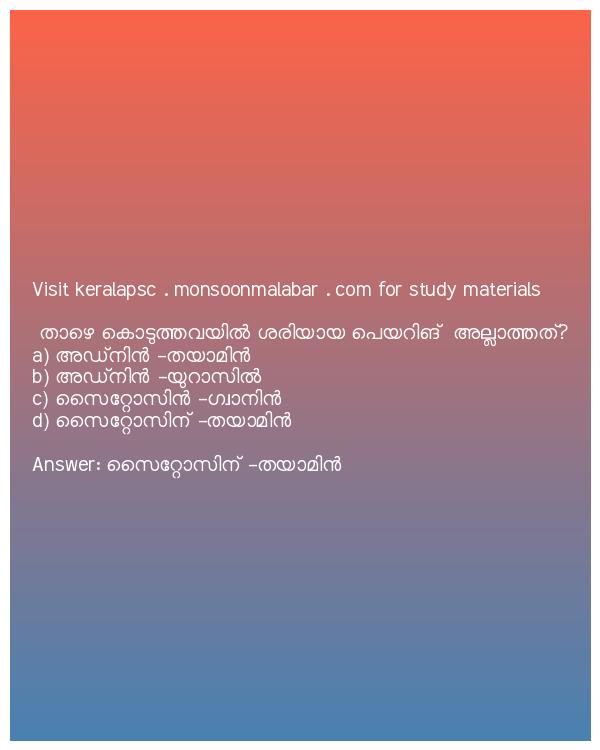 Visit keralapsc . monsoonmalabar . com for study materials
താഴെ കൊടുത്തവയിൽ ശരിയായ പെയറിങ് അല്ലാത്തത്?
a) അഡ്നിൻ -തയാമിൻ
b) അഡ്നിൻ -യുറാസിൽ
c) സൈറ്റോസിൻ -ഗ്വാനിൻ
d) സൈറ്റോസിന് -തയാമിൻ
Answer: സൈറ്റോസിന് -തയാമിൻ